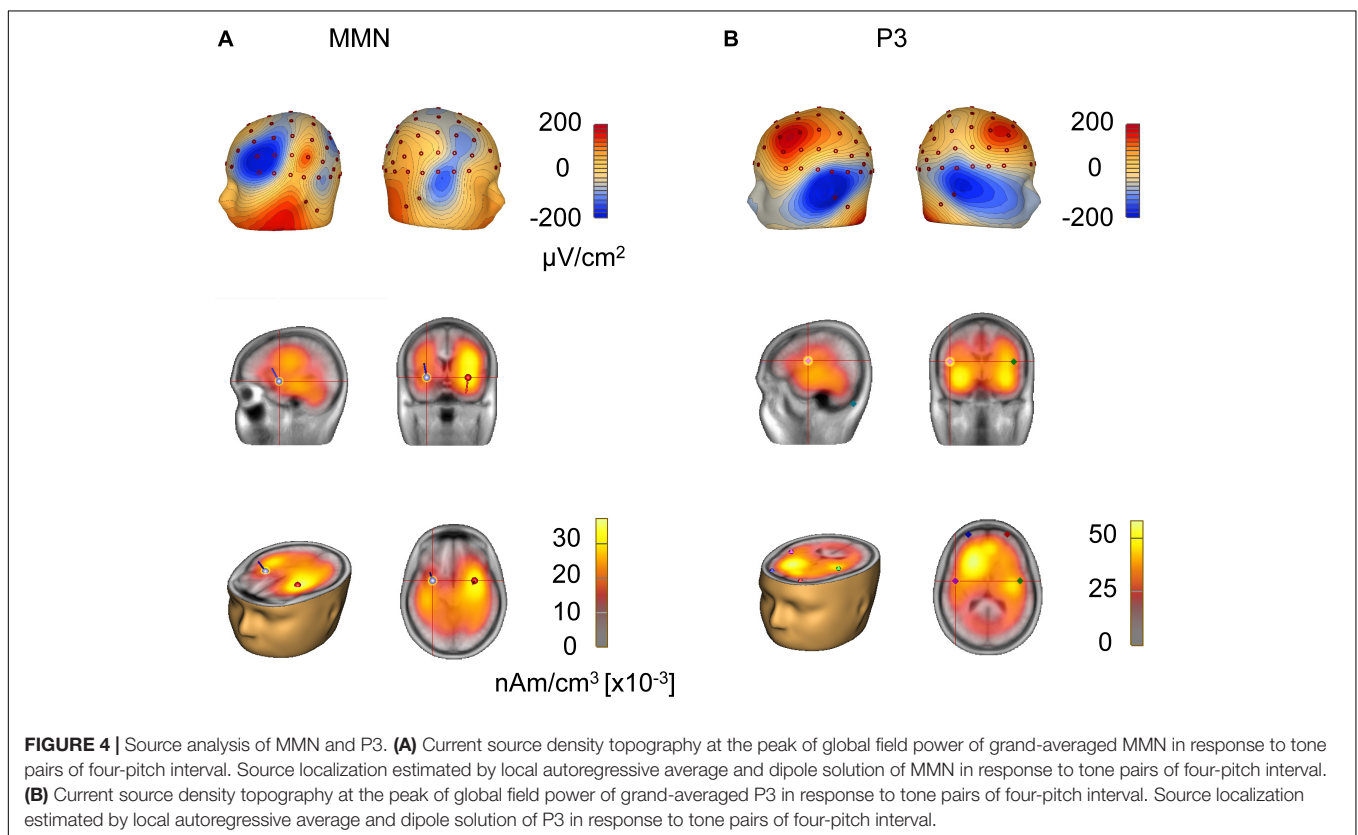 A MMN
B P3
200
0
-200
µV/cm²
200
0
-200
30
20
10
0
nAm/cm³ [x10⁻³]
50
25
0
FIGURE 4 | Source analysis of MMN and P3. (A) Current source density topography at the peak of global field power of grand-averaged MMN in response to tone
pairs of four-pitch interval. Source localization estimated by local autoregressive average and dipole solution of MMN in response to tone pairs of four-pitch interval.
(B) Current source density topography at the peak of global field power of grand-averaged P3 in response to tone pairs of four-pitch interval. Source localization
estimated by local autoregressive average and dipole solution of P3 in response to tone pairs of four-pitch interval.